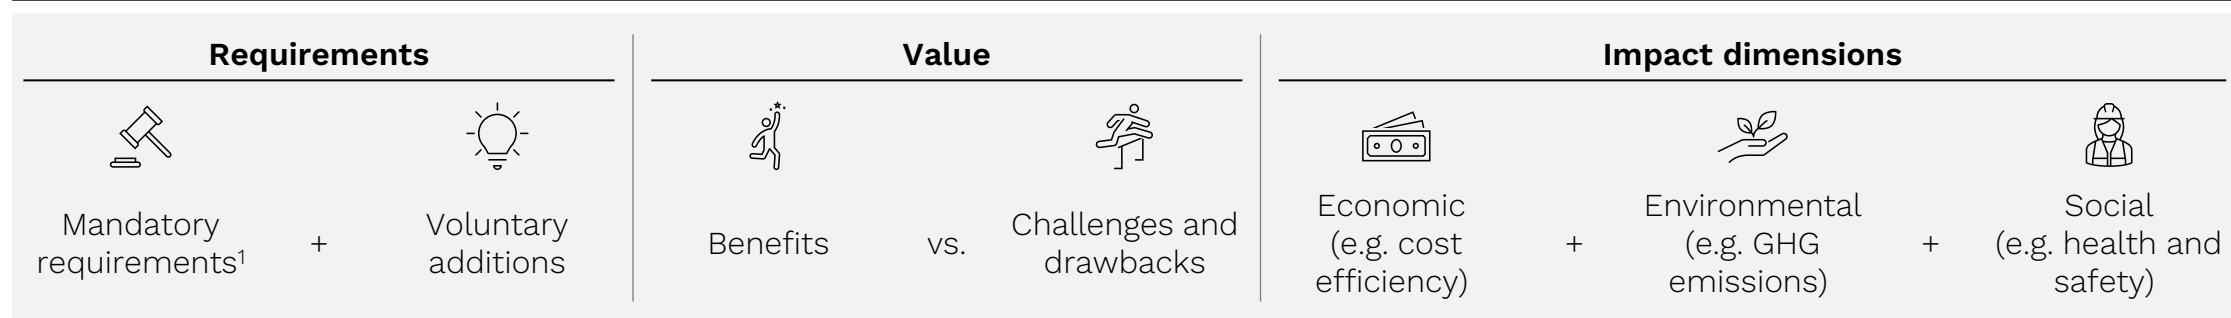 Requirements
Mandatory
requirements¹
+
Voluntary
additions
Value
Benefits
vs.
Challenges and
drawbacks
Impact dimensions
Economic
(e.g. cost
efficiency)
+
Environmental
(e.g. GHG
emissions)
+
Social
(e.g. health and
safety)